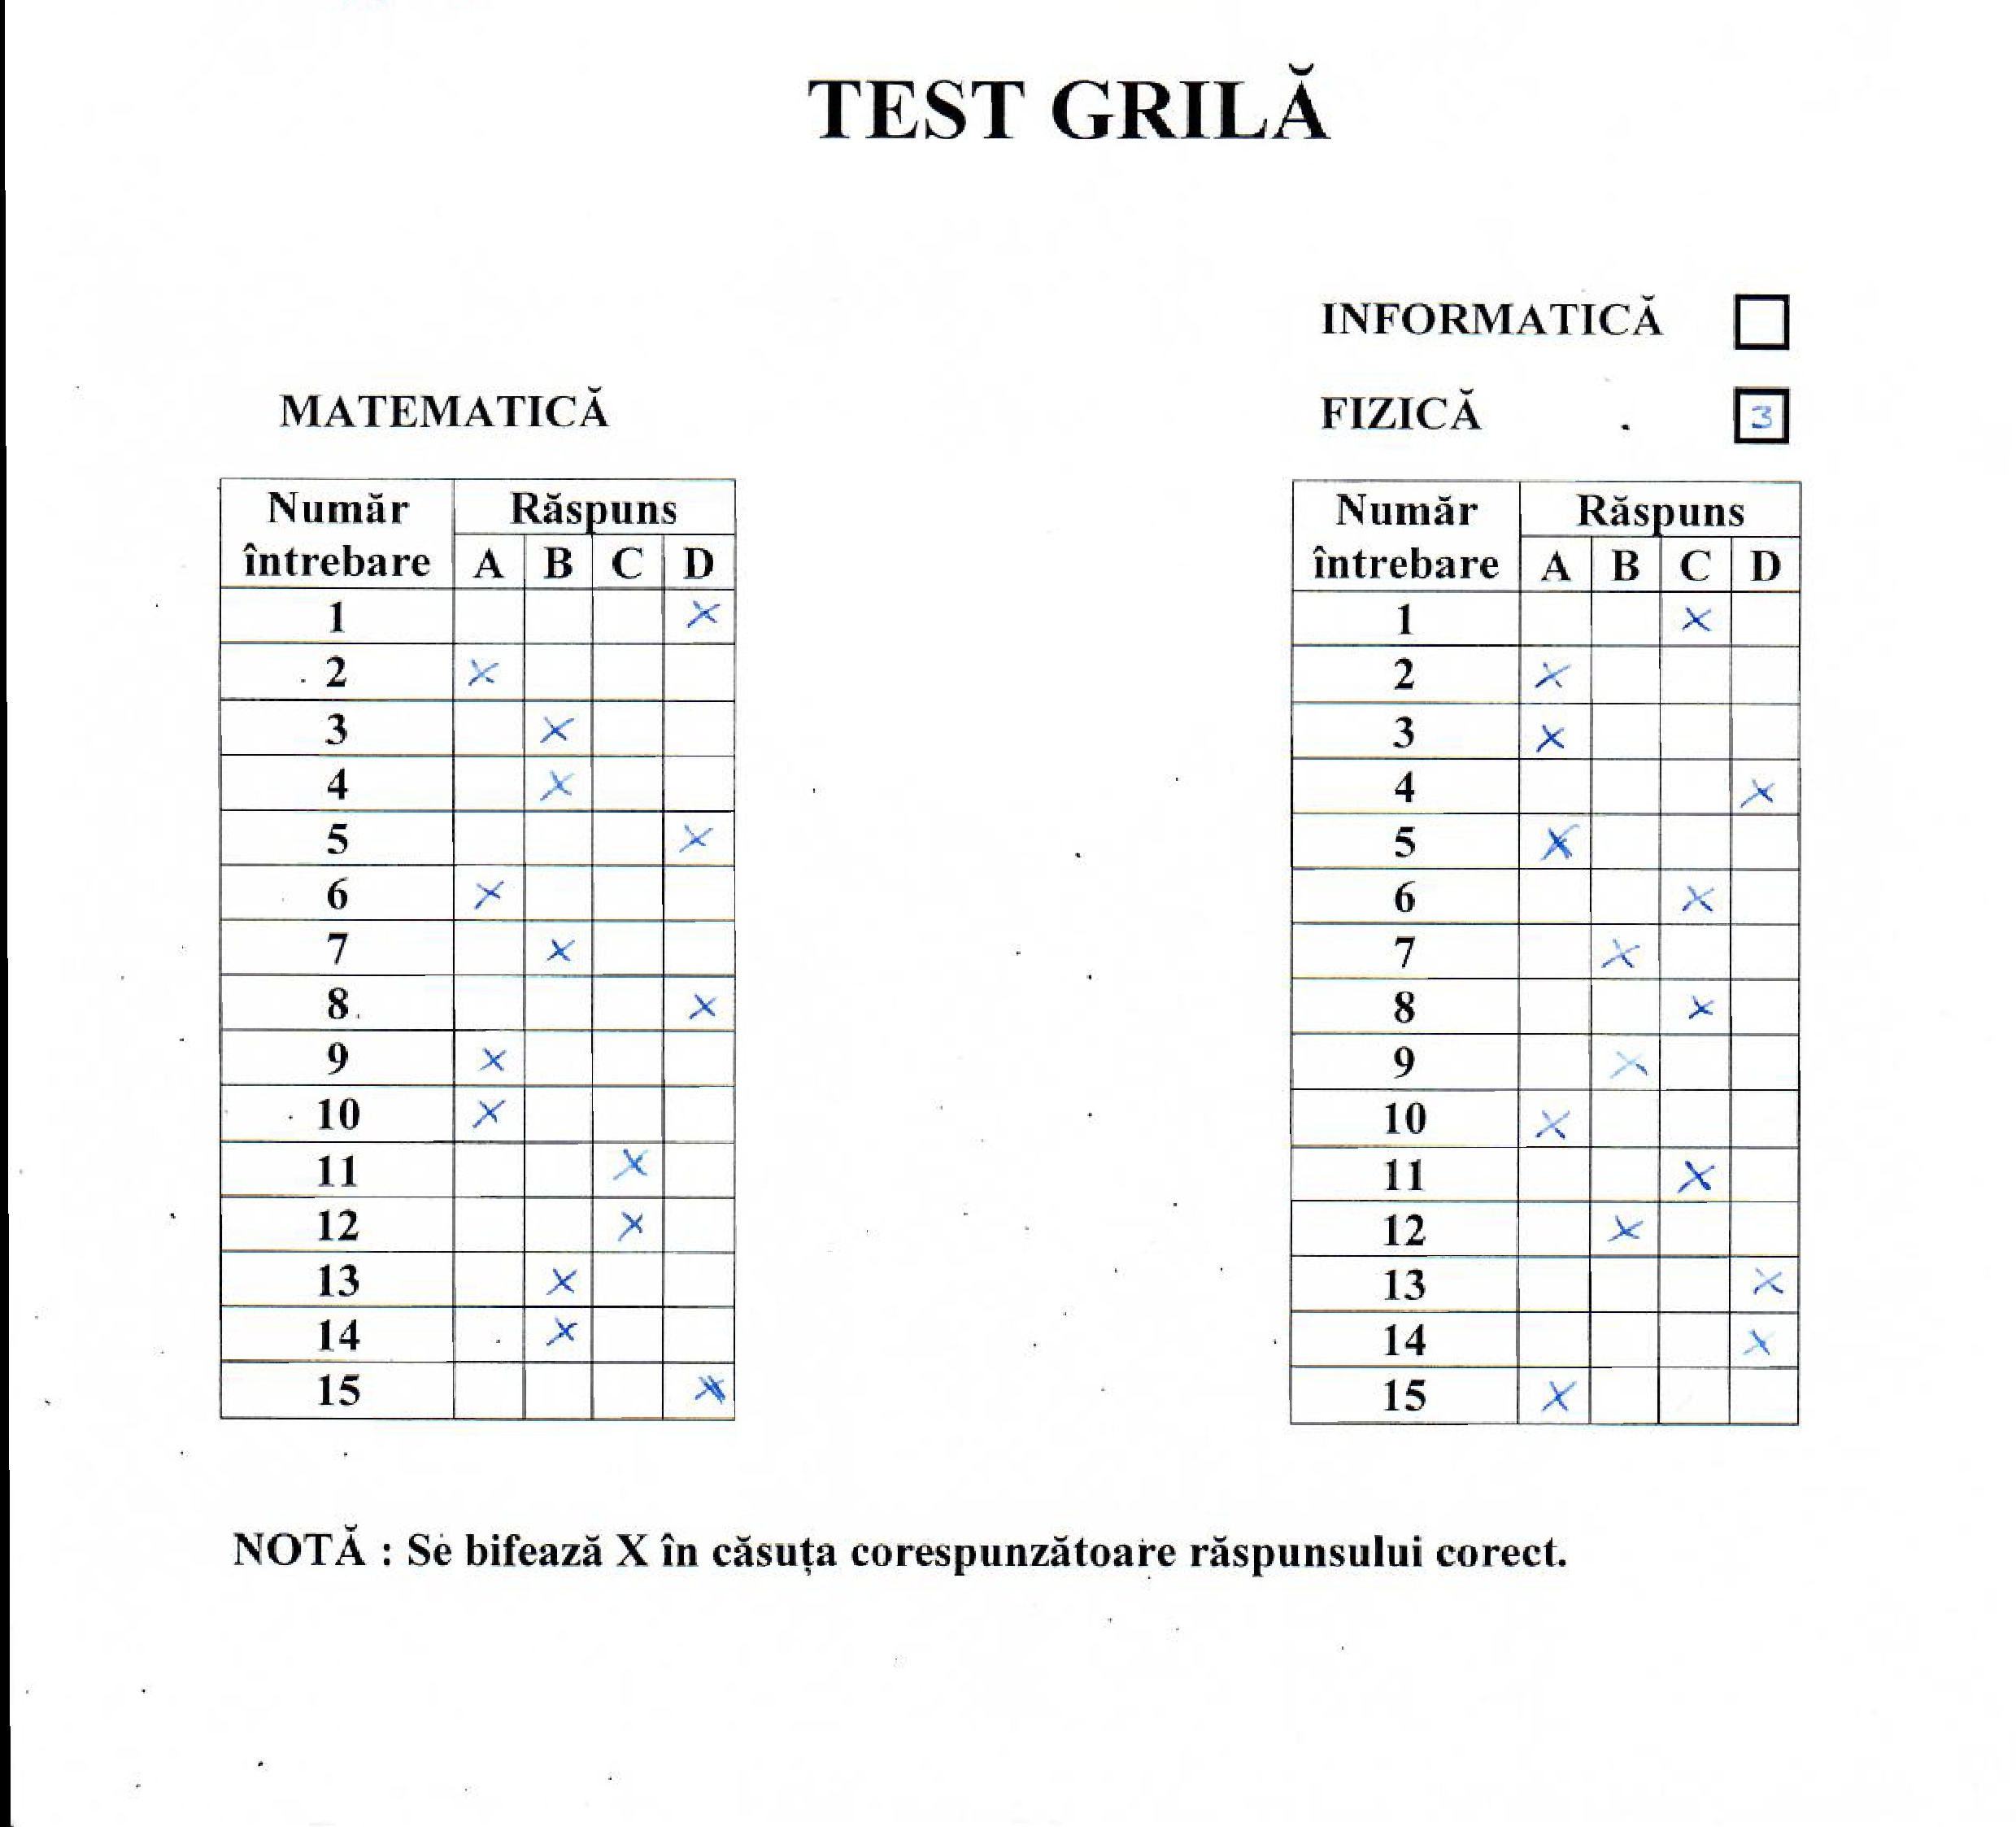 TEST GRILĂ
INFORMATICĂ
MATEMATICĂ
FIZICĂ 3
Număr întrebare Răspuns
A B C D
1 X
2 X
3 X
4 X
5 X
6 X
7 X
8 X
9 X
10 X
11 X
12 X
13 X
14 X
15 X
Număr întrebare Răspuns
A B C D
1 X
2 X
3 X
4 X
5 X
6 X
7 X
8 X
9 X
10 X
11 X
12 X
13 X
14 X
15 X
NOTĂ : Se bifează X în căsuța corespunzătoare răspunsului corect.